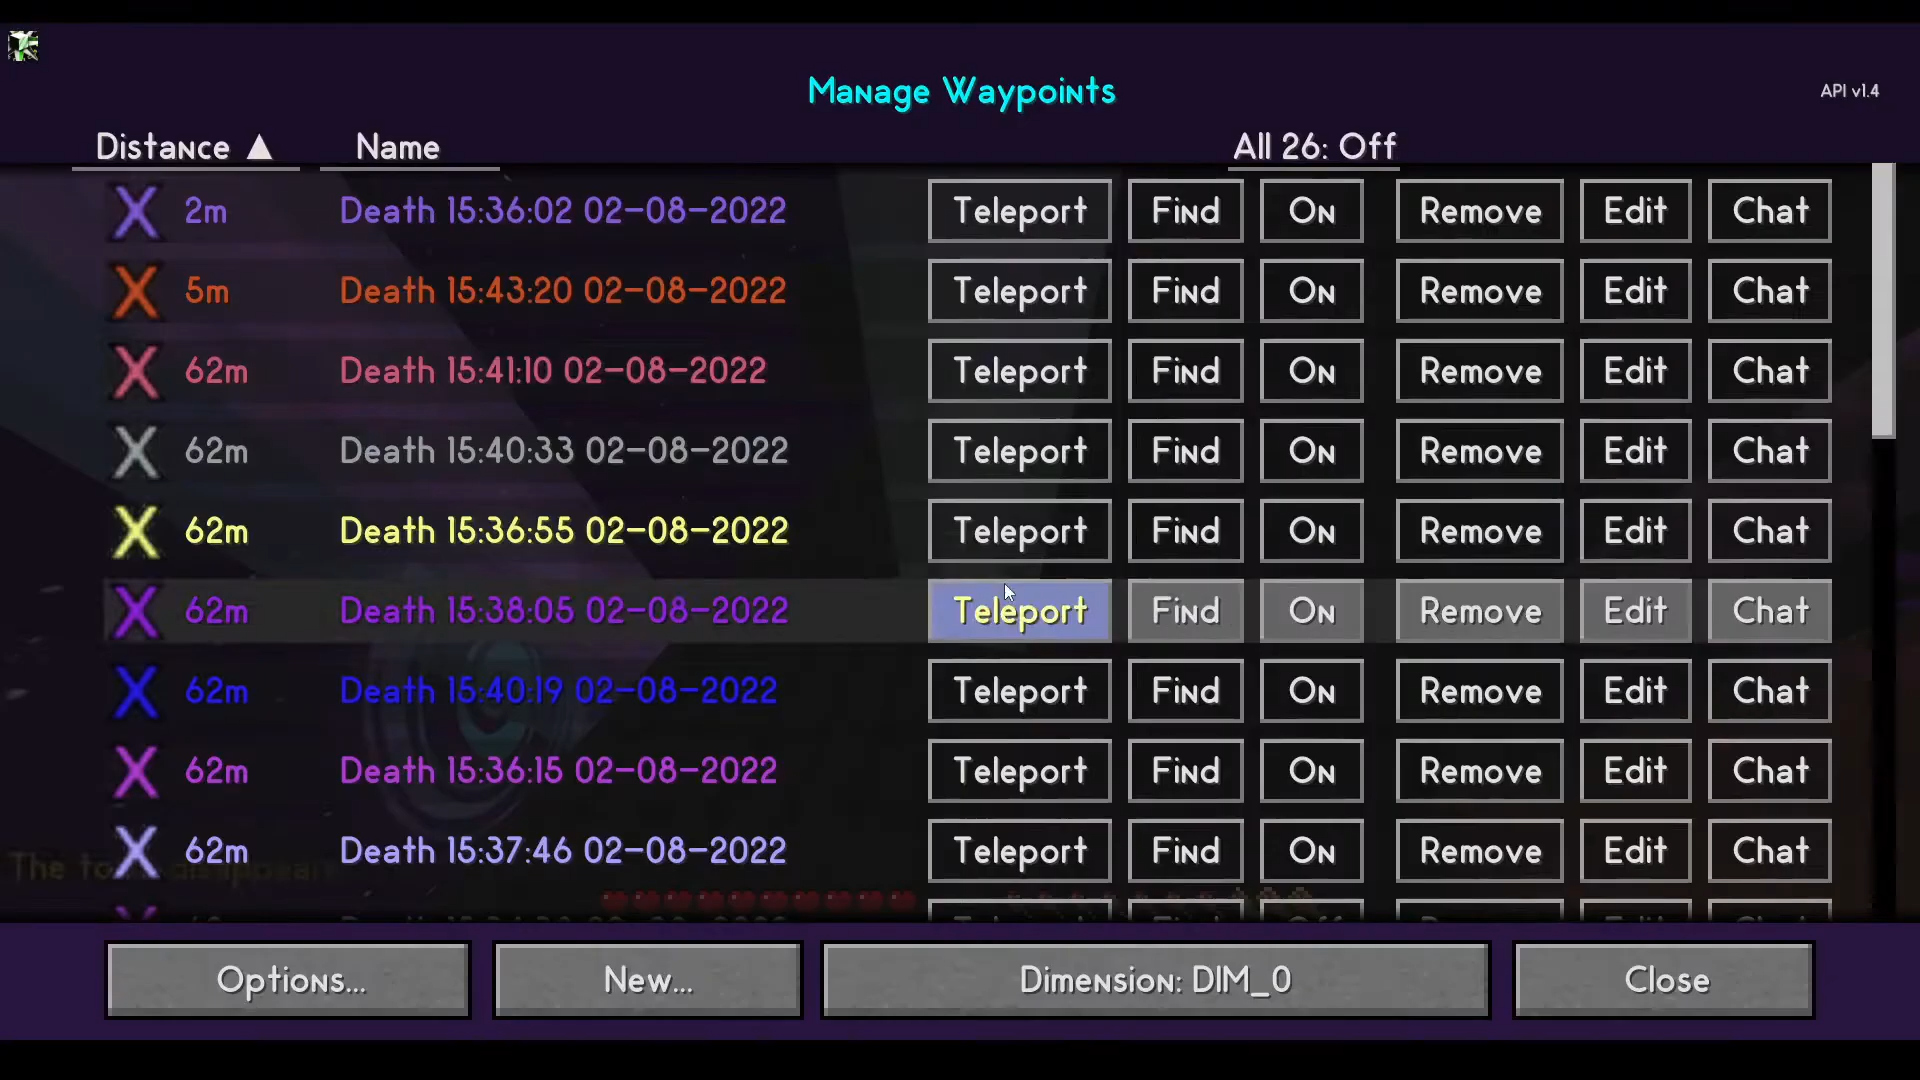 Manage Waypoints
API v1.4
Distance ▲ Name All 26: Off
2m Death 15:36:02 02-08-2022 Teleport Find On Remove Edit Chat
5m Death 15:43:20 02-08-2022 Teleport Find On Remove Edit Chat
62m Death 15:41:10 02-08-2022 Teleport Find On Remove Edit Chat
62m Death 15:40:33 02-08-2022 Teleport Find On Remove Edit Chat
62m Death 15:36:55 02-08-2022 Teleport Find On Remove Edit Chat
62m Death 15:38:05 02-08-2022 Teleport Find On Remove Edit Chat
62m Death 15:40:19 02-08-2022 Teleport Find On Remove Edit Chat
62m Death 15:36:15 02-08-2022 Teleport Find On Remove Edit Chat
62m Death 15:37:46 02-08-2022 Teleport Find On Remove Edit Chat
The
Options... New... Dimension: DIM_0 Close